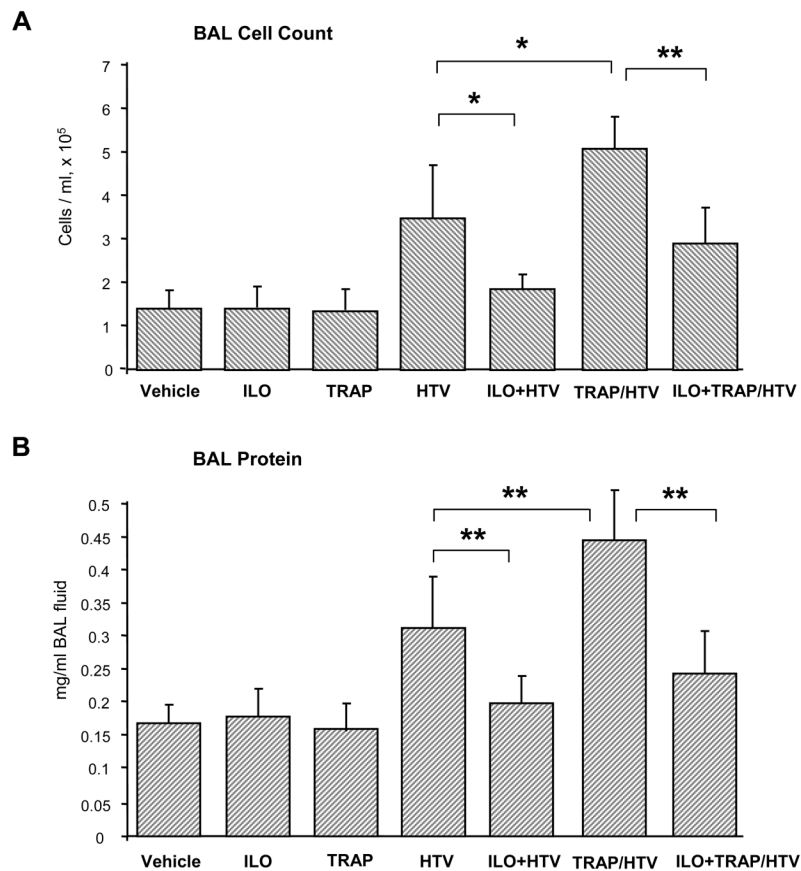 A
BAL Cell Count
* **
*
7
6
5
4
3
2
1
0
Cells / ml, x 10⁵
Vehicle ILO TRAP HTV ILO+HTV TRAP/HTV ILO+TRAP/HTV
B
BAL Protein
** **
**
0.5
0.45
0.4
0.35
0.3
0.25
0.2
0.15
0.1
0.05
0
mg/ml BAL fluid
Vehicle ILO TRAP HTV ILO+HTV TRAP/HTV ILO+TRAP/HTV